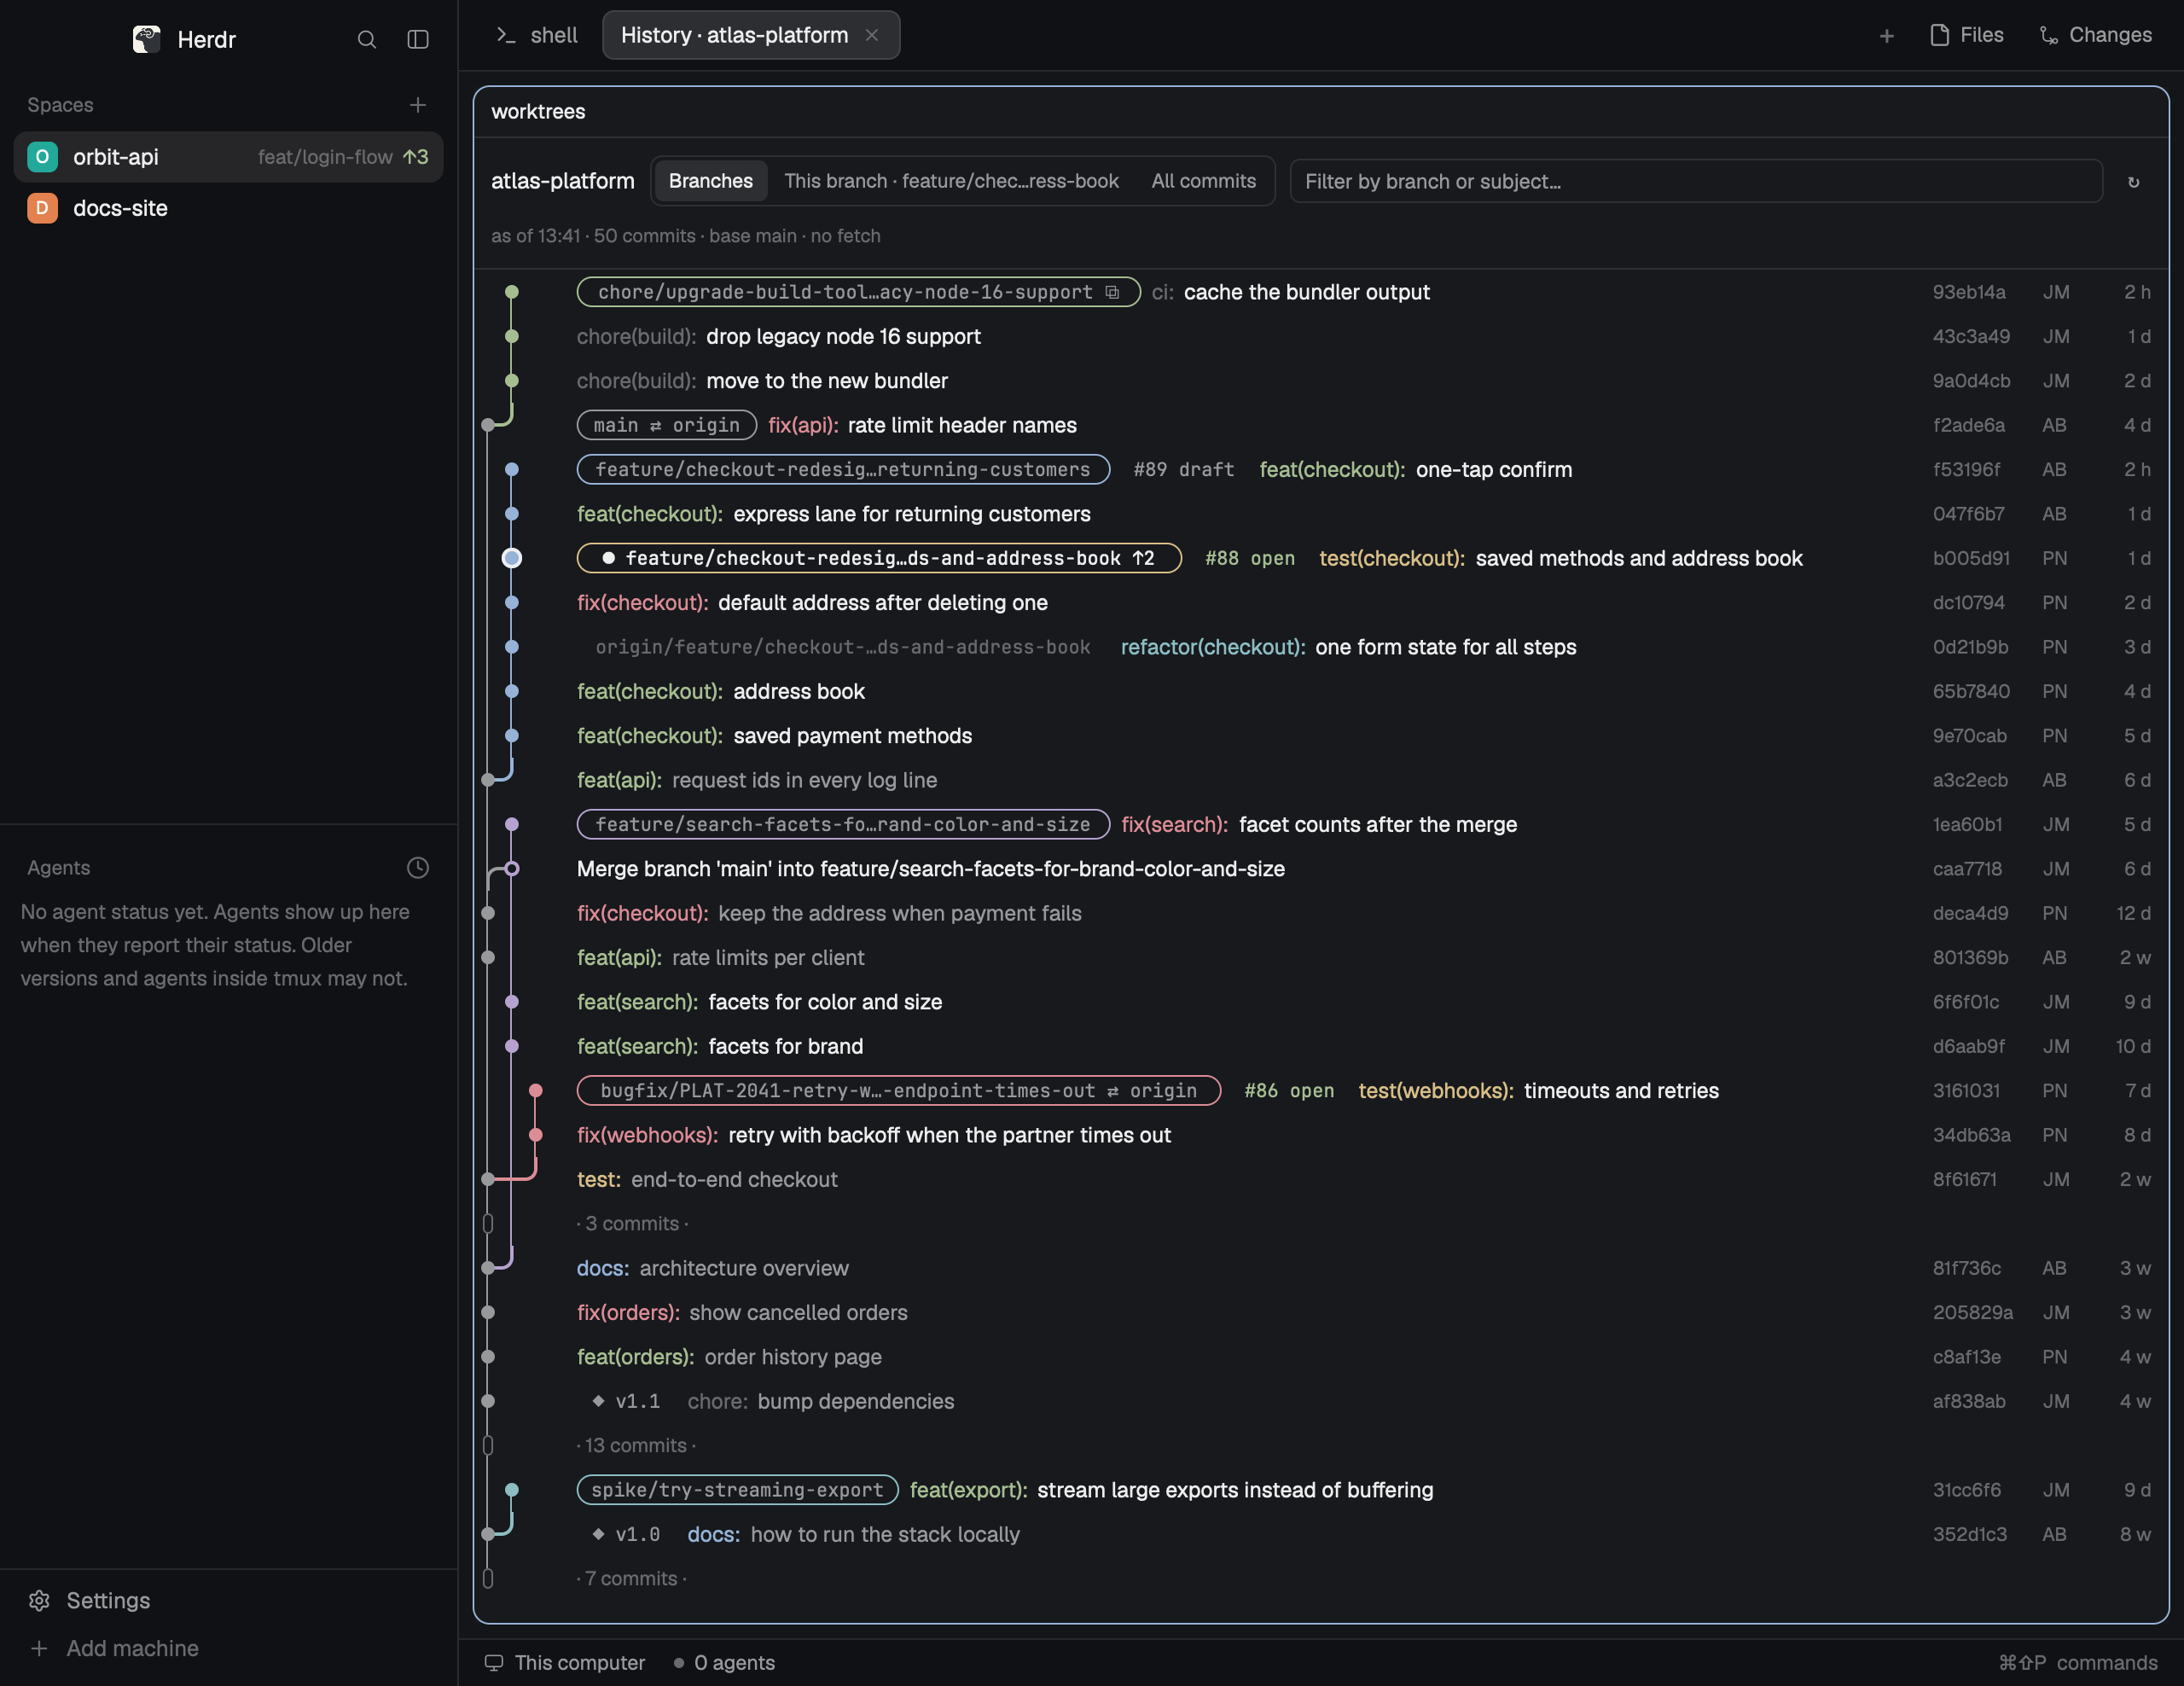 Herdr
Spaces
O orbit-api feat/login-flow ↑3
D docs-site
Agents
No agent status yet. Agents show up here
when they report their status. Older
versions and agents inside tmux may not.
Settings
Add machine
shell
History · atlas-platform
Files
Changes
worktrees
atlas-platform
Branches
This branch · feature/chec…ress-book
All commits
Filter by branch or subject…
as of 13:41 · 50 commits · base main · no fetch
chore/upgrade-build-tool…acy-node-16-support ci: cache the bundler output 93eb14a JM 2 h
chore(build): drop legacy node 16 support 43c3a49 JM 1 d
chore(build): move to the new bundler 9a0d4cb JM 2 d
main ⇄ origin fix(api): rate limit header names f2ade6a AB 4 d
feature/checkout-redesig…returning-customers #89 draft feat(checkout): one-tap confirm f53196f AB 2 h
feat(checkout): express lane for returning customers 047f6b7 AB 1 d
● feature/checkout-redesig…ds-and-address-book ↑2 #88 open test(checkout): saved methods and address book b005d91 PN 1 d
fix(checkout): default address after deleting one dc10794 PN 2 d
origin/feature/checkout-…ds-and-address-book refactor(checkout): one form state for all steps 0d21b9b PN 3 d
feat(checkout): address book 65b7840 PN 4 d
feat(checkout): saved payment methods 9e70cab PN 5 d
feat(api): request ids in every log line a3c2ecb AB 6 d
feature/search-facets-fo…rand-color-and-size fix(search): facet counts after the merge 1ea60b1 JM 5 d
Merge branch 'main' into feature/search-facets-for-brand-color-and-size caa7718 JM 6 d
fix(checkout): keep the address when payment fails deca4d9 PN 12 d
feat(api): rate limits per client 801369b AB 2 w
feat(search): facets for color and size 6f6f01c JM 9 d
feat(search): facets for brand d6aab9f JM 10 d
bugfix/PLAT-2041-retry-w…-endpoint-times-out ⇄ origin #86 open test(webhooks): timeouts and retries 3161031 PN 7 d
fix(webhooks): retry with backoff when the partner times out 34db63a PN 8 d
test: end-to-end checkout 8f61671 JM 2 w
· 3 commits ·
docs: architecture overview 81f736c AB 3 w
fix(orders): show cancelled orders 205829a JM 3 w
feat(orders): order history page c8af13e PN 4 w
◆ v1.1 chore: bump dependencies af838ab JM 4 w
· 13 commits ·
spike/try-streaming-export feat(export): stream large exports instead of buffering 31cc6f6 JM 9 d
◆ v1.0 docs: how to run the stack locally 352d1c3 AB 8 w
· 7 commits ·
This computer
0 agents
⌘⇧P commands